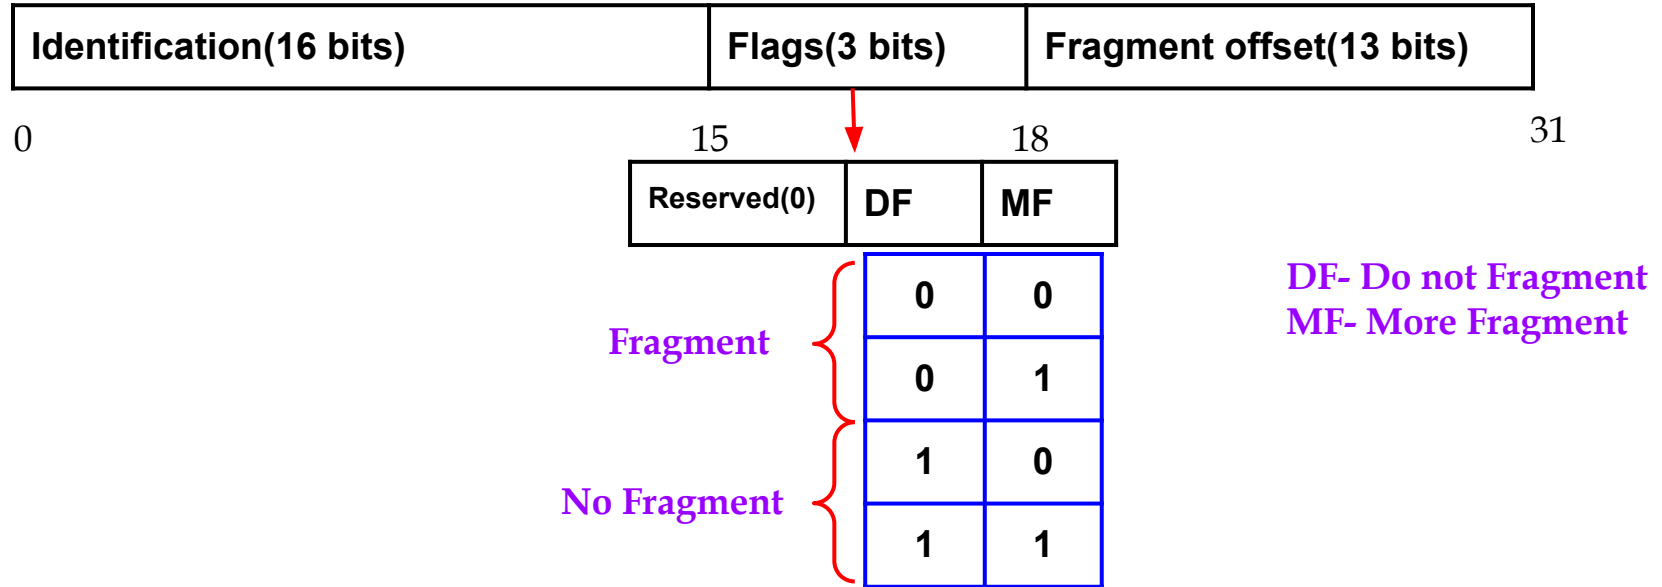 Identification(16 bits) Flags(3 bits) Fragment offset(13 bits)
0 15 18 31
Reserved(0) DF MF
0 0
DF- Do not Fragment
MF- More Fragment
Fragment
0 1
1 0
No Fragment
1 1